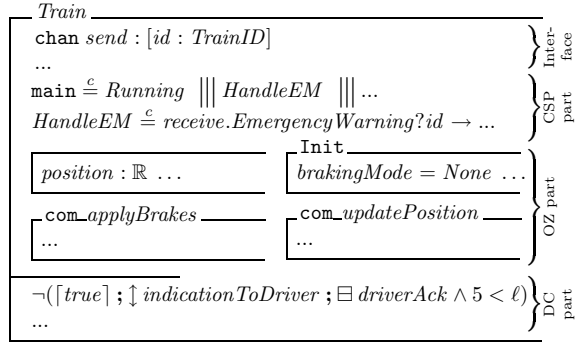 Train
chan send : [id : TrainID]
...
Inter-
face
main ≜ᶜ Running ||| HandleEM ||| ...
HandleEM ≜ᶜ receive.EmergencyWarning?id → ...
CSP
part
position : ℝ ...
Init
brakingMode = None ...
com_applyBrakes
...
com_updatePosition
...
OZ part
¬(⌈true⌉ ; ↕ indicationToDriver ; ⊟ driverAck ∧ 5 < ℓ)
...
DC
part